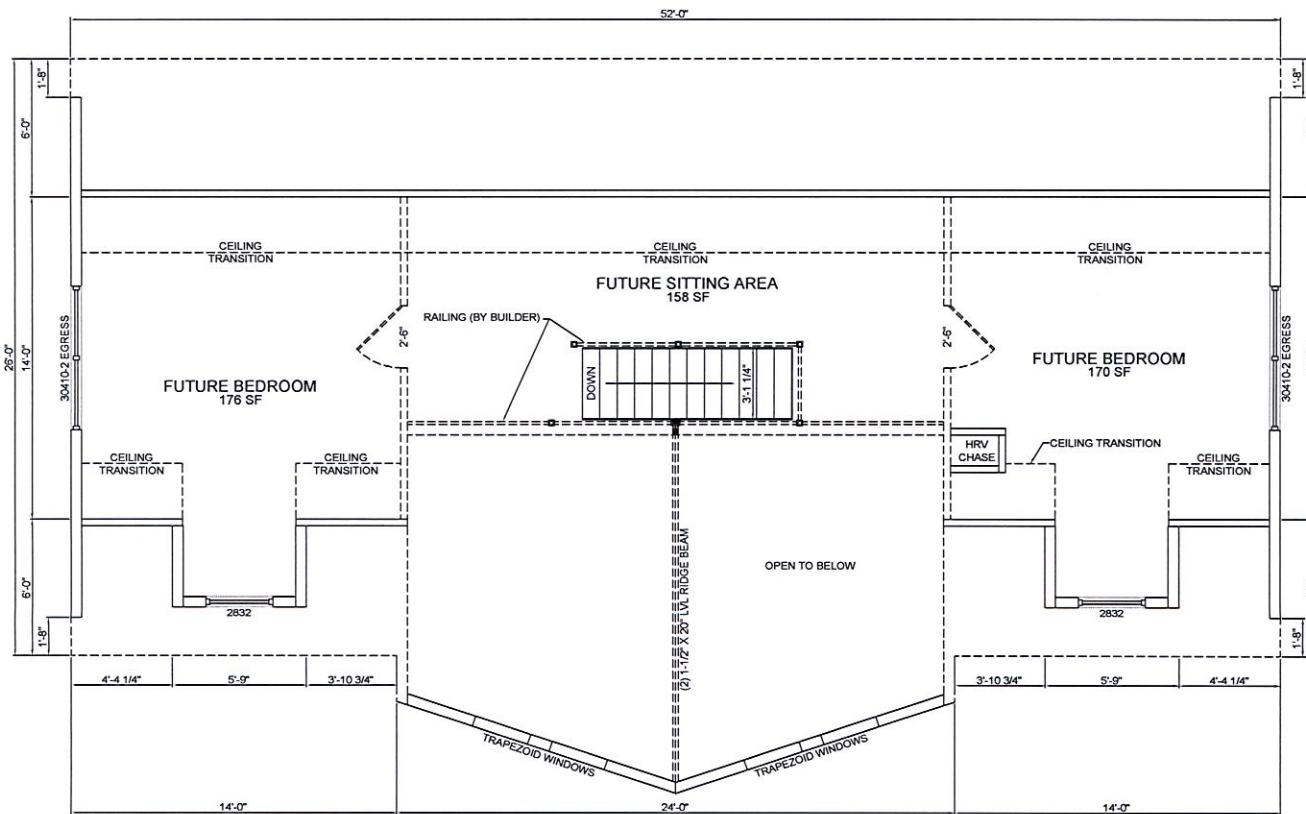 52'-0"
1'-8"
1'-8"
6'-0"
CEILING
TRANSITION
CEILING
TRANSITION
CEILING
TRANSITION
FUTURE SITTING AREA
158 SF
RAILING (BY BUILDER)
26'-0"
14'-0"
30410-2 EGRESS
2'-6"
DOWN
3'-1 1/4"
2'-6"
30410-2 EGRESS
FUTURE BEDROOM
176 SF
FUTURE BEDROOM
170 SF
HRV
CHASE
CEILING TRANSITION
CEILING
TRANSITION
CEILING
TRANSITION
CEILING
TRANSITION
(2) 1-1/2" X 20" LVL RIDGE BEAM
OPEN TO BELOW
6'-0"
2832
2832
1'-8"
1'-8"
4'-4 1/4"
5'-9"
3'-10 3/4"
3'-10 3/4"
5'-9"
4'-4 1/4"
TRAPEZOID WINDOWS
TRAPEZOID WINDOWS
14'-0"
24'-0"
14'-0"